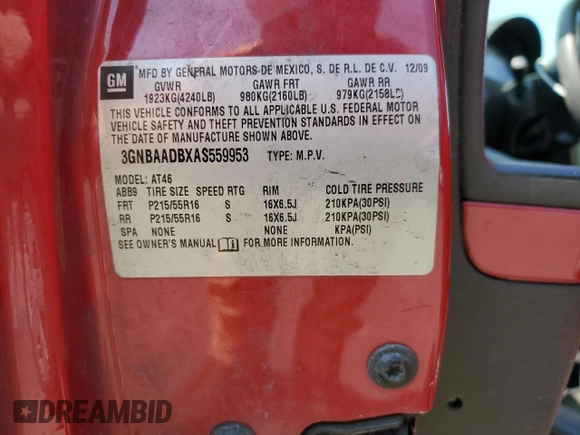 GM
*MFD BY GENERAL MOTORS DE MEXICO, S. DE R.L. DE C.V. 12/09
GVWR GAWR FRT GAWR RR
1923KG(4240LB) 980KG(2160LB) 979KG(2158LB)
THIS VEHICLE CONFORMS TO ALL APPLICABLE U.S. FEDERAL MOTOR
VEHICLE SAFETY AND THEFT PREVENTION STANDARDS IN EFFECT ON
THE DATE OF MANUFACTURE SHOWN ABOVE.
3GNBAADBXAS559953 TYPE: M.P.V.
MODEL: AT46
ABB9 TIRE SIZE SPEED RTG RIM COLD TIRE PRESSURE
FRT P215/55R16 S 16X6.5J 210KPA(30PSI)
RR P215/55R16 S 16X6.5J 210KPA(30PSI)
SPA NONE NONE KPA(PSI)
SEE OWNER'S MANUAL FOR MORE INFORMATION.
DREAMBID